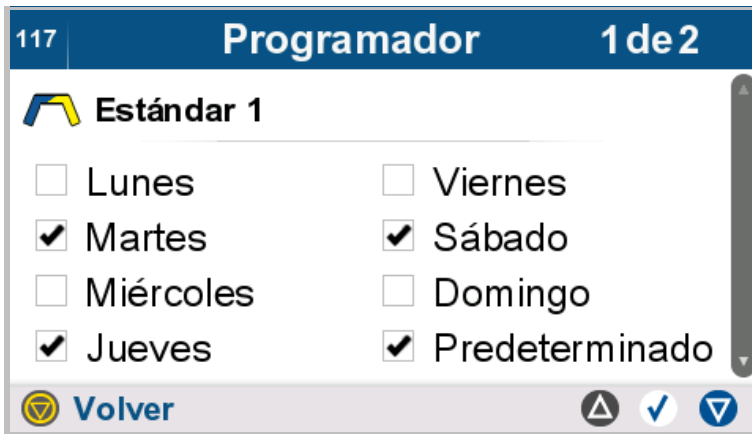 117 Programador 1 de 2
Estándar 1
Lunes Viernes
Martes Sábado
Miércoles Domingo
Jueves Predeterminado
Volver